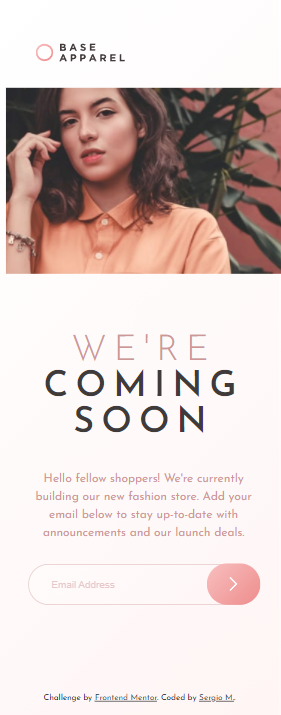 BASE
APPAREL
WE'RE
COMING
SOON
Hello fellow shoppers! We're currently
building our new fashion store. Add your
email below to stay up-to-date with
announcements and our launch deals.
Email Address
Challenge by Frontend Mentor. Coded by Sergio M..